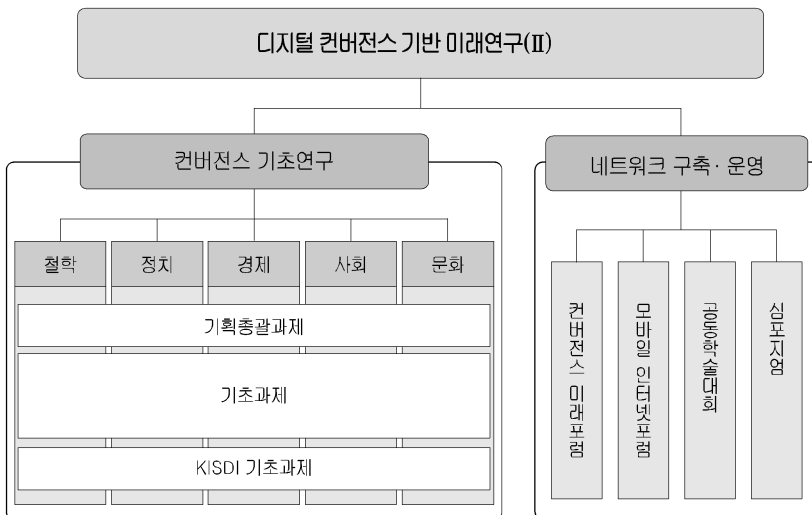 디지털 컨버전스 기반 미래연구(Ⅱ)
컨버전스 기초연구
네트워크 구축·운영
철학
정치
경제
사회
문화
기획총괄과제
기초과제
KISDI 기초과제
컨버전스 미래포럼
모바일 인터넷포럼
공동학술대회
심포지엄